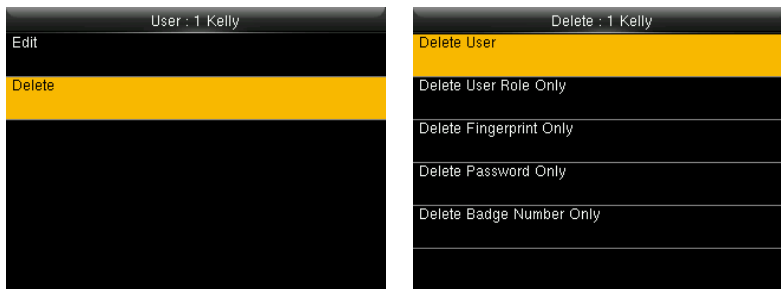 User : 1 Kelly
Edit
Delete
Delete : 1 Kelly
Delete User
Delete User Role Only
Delete Fingerprint Only
Delete Password Only
Delete Badge Number Only